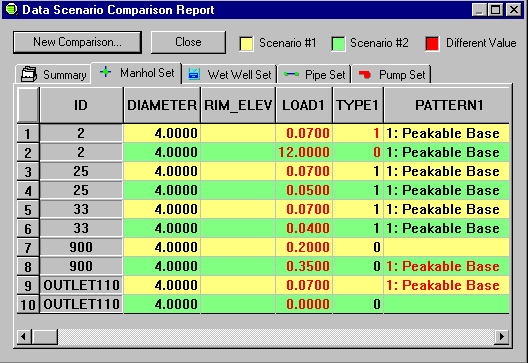 Data Scenario Comparison Report
New Comparison... Close Scenario #1 Scenario #2 Different Value
Summary Manhol Set Wet Well Set Pipe Set Pump Set
ID DIAMETER RIM_ELEV LOAD1 TYPE1 PATTERN1
1 2 4.0000 0.0700 1 1: Peakable Base
2 2 4.0000 12.0000 0 1: Peakable Base
3 25 4.0000 0.0700 1 1: Peakable Base
4 25 4.0000 0.0500 1 1: Peakable Base
5 33 4.0000 0.0700 1 1: Peakable Base
6 33 4.0000 0.0400 1 1: Peakable Base
7 900 4.0000 0.2000 0
8 900 4.0000 0.3500 0 1: Peakable Base
9 OUTLET110 4.0000 0.0700 1: Peakable Base
10 OUTLET110 4.0000 0.0000 0